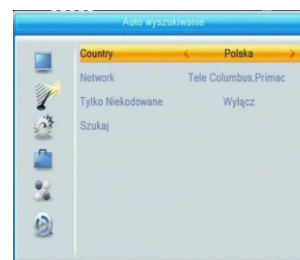 Auto wyszukiwanie
Country Polska
Network Tele Columbus,Primac
Tylko Niekodowane Wyłącz
Szukaj